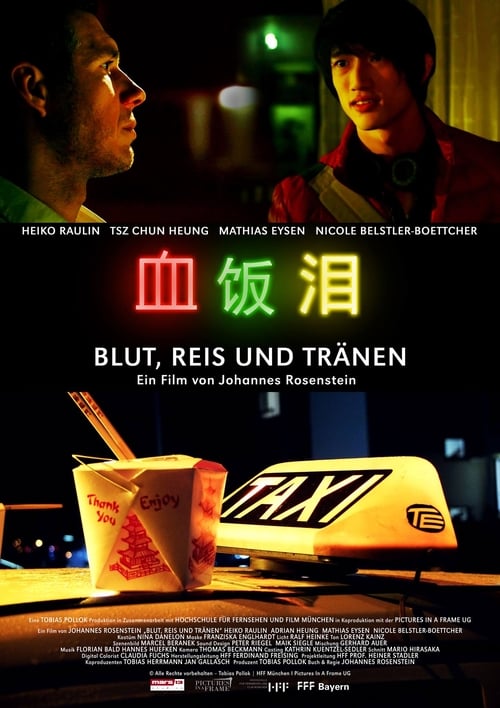 HEIKO RAULIN TSZ CHUN HEUNG MATHIAS EYSEN NICOLE BELSTLER-BOETTCHER
血饭泪
BLUT, REIS UND TRÄNEN
Ein Film von Johannes Rosenstein
Thank you
Enjoy
TAXI
TE
Eine TOBIAS POLLOK Produktion in Zusammenarbeit mit HOCHSCHULE FÜR FERNSEHEN UND FILM MÜNCHEN in Koproduktion mit der PICTURES IN A FRAME UG
Ein Film von JOHANNES ROSENSTEIN „BLUT, REIS UND TRÄNEN" HEIKO RAULIN ADRIAN HEUNG MATHIAS EYSEN NICOLE BELSTLER-BOETTCHER
Kostüm NINA DANELON Maske FRANZISKA ENGLHARDT Licht RALF HEINKE Ton LORENZ KAINZ
Szenenbild MARCEL BERANEK Sound Design PETER RIEGEL MAIK SIEGLE Mischung GERHARD AUER
Musik FLORIAN BALD HANNES HUEFKEN Kamera THOMAS BECKMANN Casting KATHRIN KUENTZEL-SEDLER Schnitt MARIO HIRASAKA
Digital Colorist CLAUDIA FUCHS Herstellungsleitung HFF FERDINAND FREISING Projektleitung HFF PROF. HEINER STADLER
Koproduzenten TOBIAS HERRMANN JAN GALLASCH Produzent TOBIAS POLLOK Buch & Regie JOHANNES ROSENSTEIN
© Alle Rechte vorbehalten - Tobias Pollok | HFF München | Pictures In A Frame UG
PICTURES IN A FRAME HFF FFF Bayern